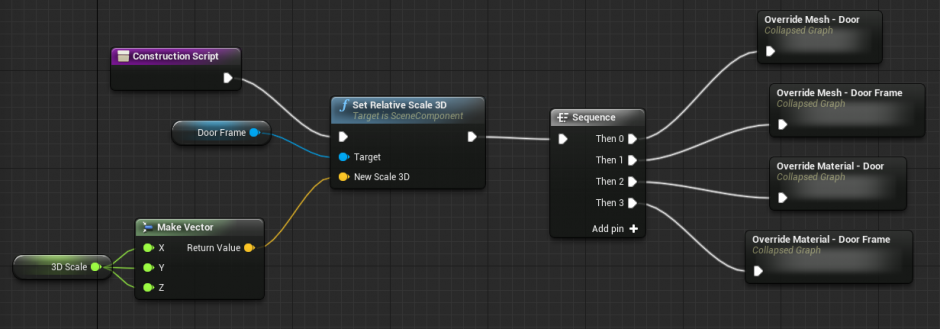 Construction Script
Door Frame
3D Scale
Make Vector
X
Return Value
Y
Z
Set Relative Scale 3D
Target is SceneComponent
Target
New Scale 3D
Sequence
Then 0
Then 1
Then 2
Then 3
Add pin
Override Mesh - Door
Collapsed Graph
Override Mesh - Door Frame
Collapsed Graph
Override Material - Door
Collapsed Graph
Override Material - Door Frame
Collapsed Graph